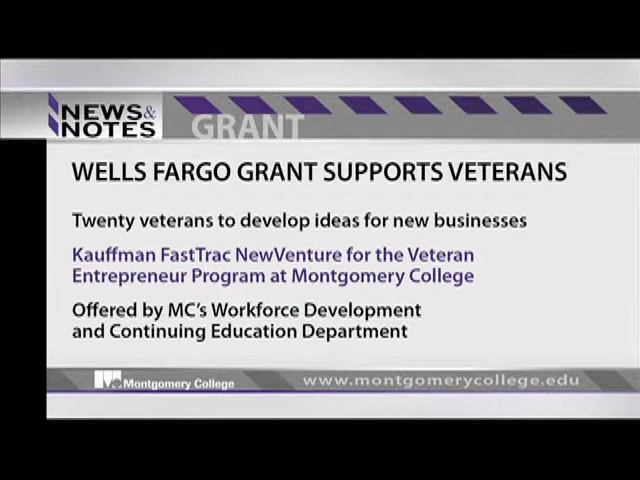 NEWS &
NOTES
GRANT
WELLS FARGO GRANT SUPPORTS VETERANS
Twenty veterans to develop ideas for new businesses
Kauffman FastTrac NewVenture for the Veteran
Entrepreneur Program at Montgomery College
Offered by MC's Workforce Development
and Continuing Education Department
Montgomery College
www.montgomerycollege.edu